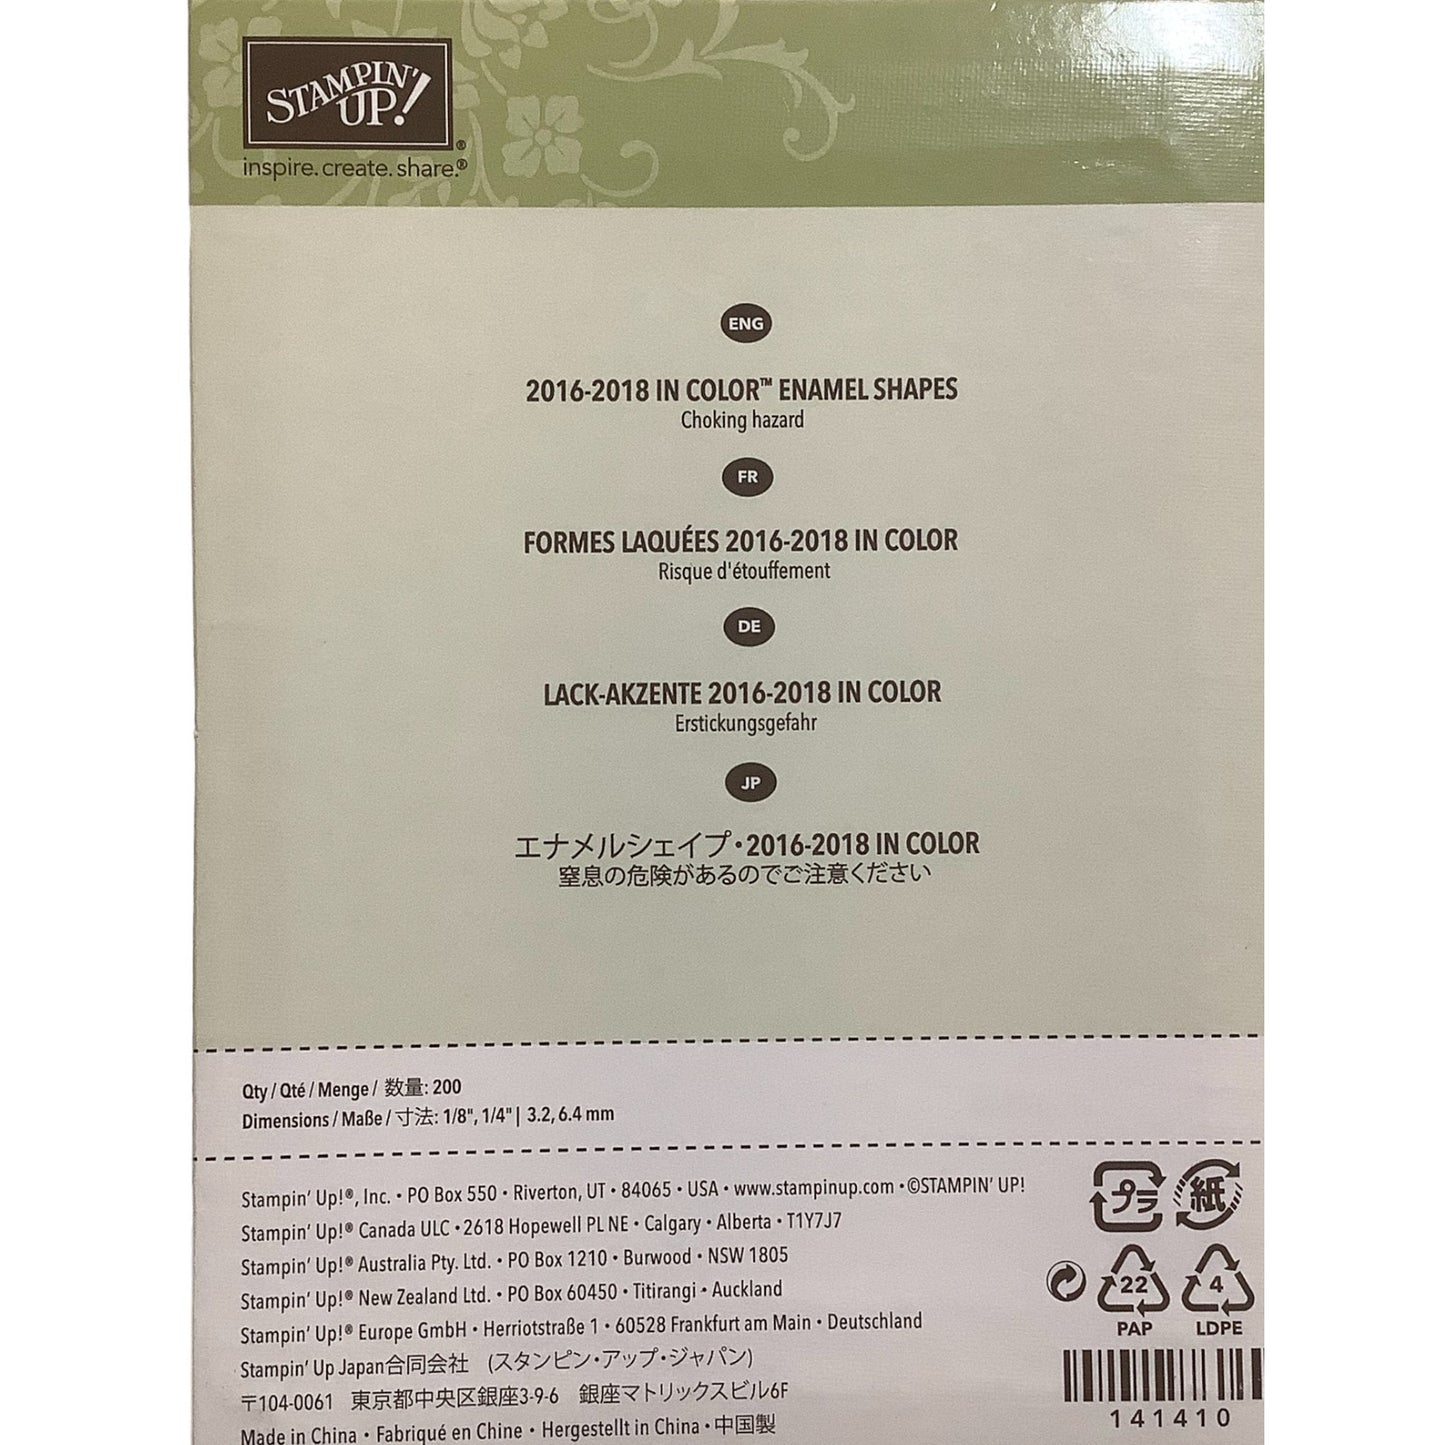 STAMPIN' UP!®
inspire. create. share.®
ENG
2016-2018 IN COLOR™ ENAMEL SHAPES
Choking hazard
FR
FORMES LAQUÉES 2016-2018 IN COLOR
Risque d'étouffement
DE
LACK-AKZENTE 2016-2018 IN COLOR
Erstickungsgefahr
JP
エナメルシェイプ・2016-2018 IN COLOR
窒息の危険があるのでご注意ください
Qty / Qté / Menge / 数量: 200
Dimensions / Maße / 寸法: 1/8", 1/4" | 3.2, 6.4 mm
Stampin' Up!®, Inc. • PO Box 550 • Riverton, UT • 84065 • USA • www.stampinup.com • ©STAMPIN' UP!
Stampin' Up!® Canada ULC • 2618 Hopewell PL NE • Calgary • Alberta • T1Y7J7
Stampin' Up!® Australia Pty. Ltd. • PO Box 1210 • Burwood • NSW 1805
Stampin' Up!® New Zealand Ltd. • PO Box 60450 • Titirangi • Auckland
Stampin' Up!® Europe GmbH • Herriotstraße 1 • 60528 Frankfurt am Main • Deutschland
Stampin' Up Japan合同会社 (スタンピン・アップ・ジャパン)
〒104-0061 東京都中央区銀座3-9-6 銀座マトリックスビル6F
Made in China • Fabriqué en Chine • Hergestellt in China • 中国製
プラ 紙
22 4
PAP LDPE
141410